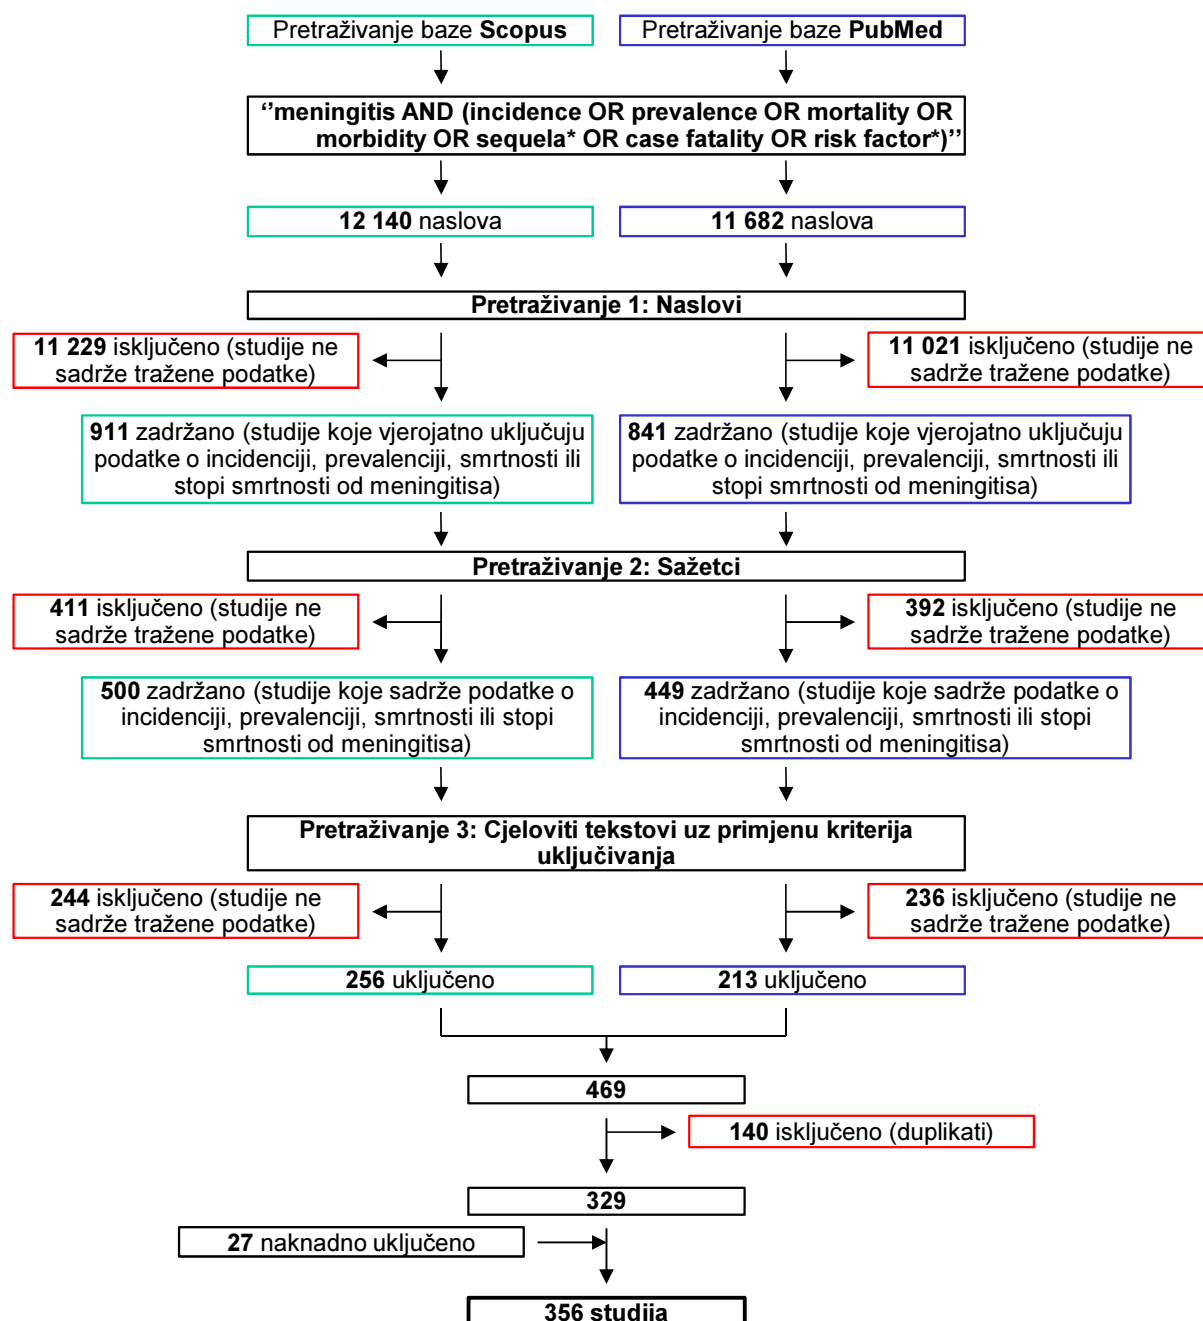 Pretraživanje baze Scopus
Pretraživanje baze PubMed
‘’meningitis AND (incidence OR prevalence OR mortality OR
morbidity OR sequela* OR case fatality OR risk factor*)’’
12 140 naslova
11 682 naslova
Pretraživanje 1: Naslovi
11 229 isključeno (studije ne
sadrže tražene podatke)
11 021 isključeno (studije ne
sadrže tražene podatke)
911 zadržano (studije koje vjerojatno uključuju
podatke o incidenciji, prevalenciji, smrtnosti ili
stopi smrtnosti od meningitisa)
841 zadržano (studije koje vjerojatno uključuju
podatke o incidenciji, prevalenciji, smrtnosti ili
stopi smrtnosti od meningitisa)
Pretraživanje 2: Sažetci
411 isključeno (studije ne
sadrže tražene podatke)
392 isključeno (studije ne
sadrže tražene podatke)
500 zadržano (studije koje sadrže podatke o
incidenciji, prevalenciji, smrtnosti ili stopi
smrtnosti od meningitisa)
449 zadržano (studije koje sadrže podatke o
incidenciji, prevalenciji, smrtnosti ili stopi
smrtnosti od meningitisa)
Pretraživanje 3: Cjeloviti tekstovi uz primjenu kriterija
uključivanja
244 isključeno (studije ne
sadrže tražene podatke)
236 isključeno (studije ne
sadrže tražene podatke)
256 uključeno
213 uključeno
469
140 isključeno (duplikati)
329
27 naknadno uključeno
356 studija